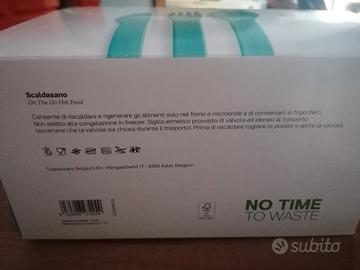 Scaldasano
On The Go Hot Food
Consente di riscaldare e rigenerare gli alimenti solo nel forno a microonde e di conservarli in frigorifero.
Non adatto alla congelazione in freezer. Sigillo ermetico provvisto di valvola ed idoneo al trasporto
(accertarsi che la valvola sia chiusa durante il trasporto). Prima di riscaldare togliere le posate e aprire la valvola.
Tupperware Belgium N.V. Wijngaardveld 17 - 9300 Aalst, Belgium
FSC
NO TIME
TO WASTE
subito